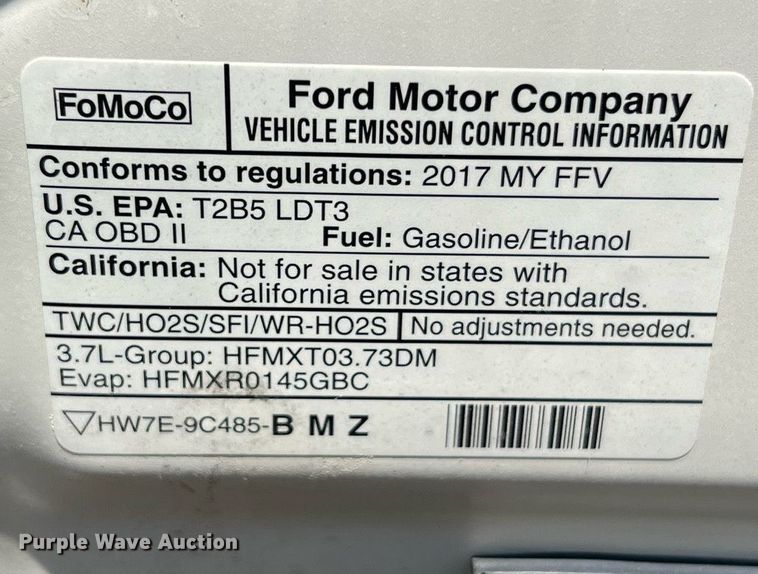 FoMoCo
Ford Motor Company
VEHICLE EMISSION CONTROL INFORMATION
Conforms to regulations: 2017 MY FFV
U.S. EPA: T2B5 LDT3
CA OBD II Fuel: Gasoline/Ethanol
California: Not for sale in states with
California emissions standards.
TWC/HO2S/SFI/WR-HO2S No adjustments needed.
3.7L-Group: HFMXT03.73DM
Evap: HFMXR0145GBC
HW7E-9C485-B M Z
Purple Wave Auction